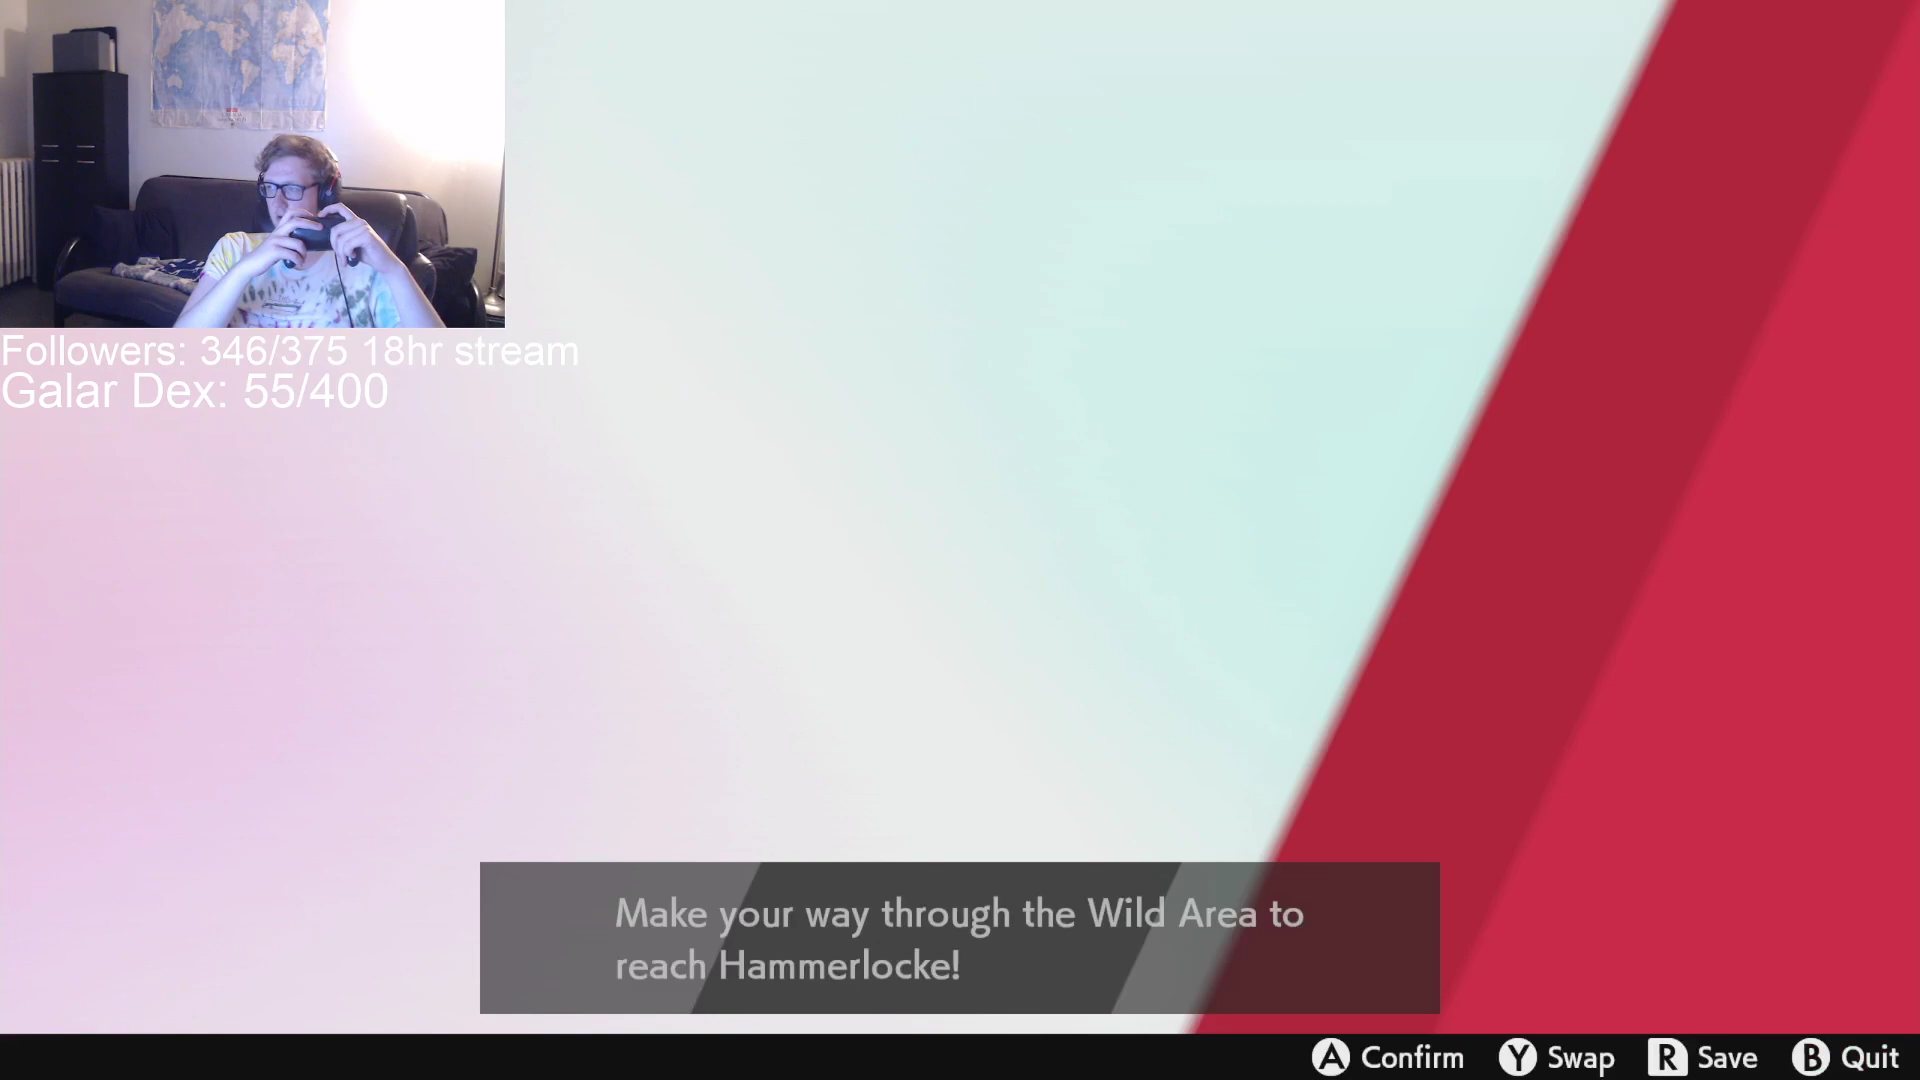 Followers: 346/375 18hr stream
Galar Dex: 55/400
Make your way through the Wild Area to
reach Hammerlocke!
A Confirm Y Swap R Save B Quit